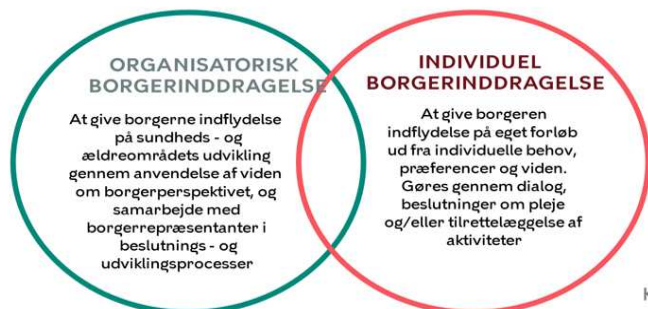 ORGANISATORISK
BORGERINDDRAGELSE
At give borgerne indflydelse
på sundheds - og
ældreområdets udvikling
gennem anvendelse af viden
om borgerperspektivet, og
samarbejde med
borgerrepræsentanter i
beslutnings - og
udviklingsprocesser
INDIVIDUEL
BORGERINDDRAGELSE
At give borgeren
indflydelse på eget forløb
ud fra individuelle behov,
præferencer og viden.
Gøres gennem dialog,
beslutninger om pleje
og/eller tilrettelæggelse af
aktiviteter